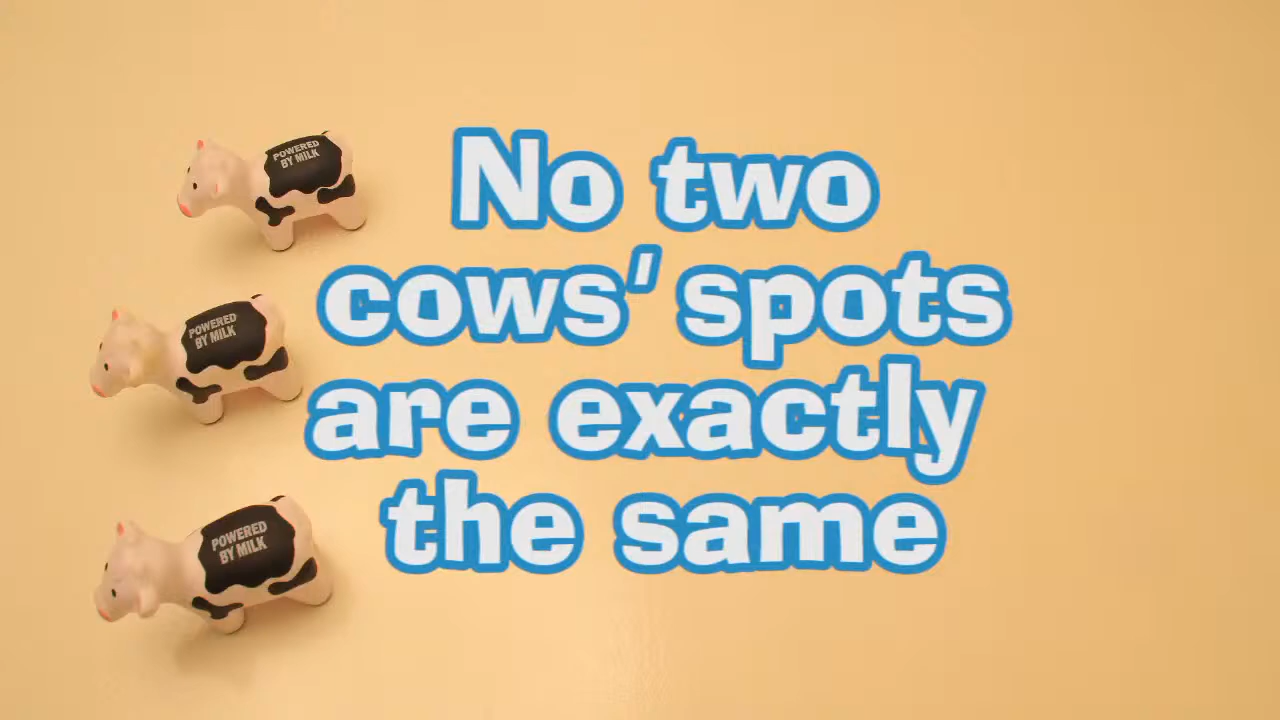 POWERED
BY MILK
No two
cows' spots
are exactly
the same
POWERED
BY MILK
POWERED
BY MILK